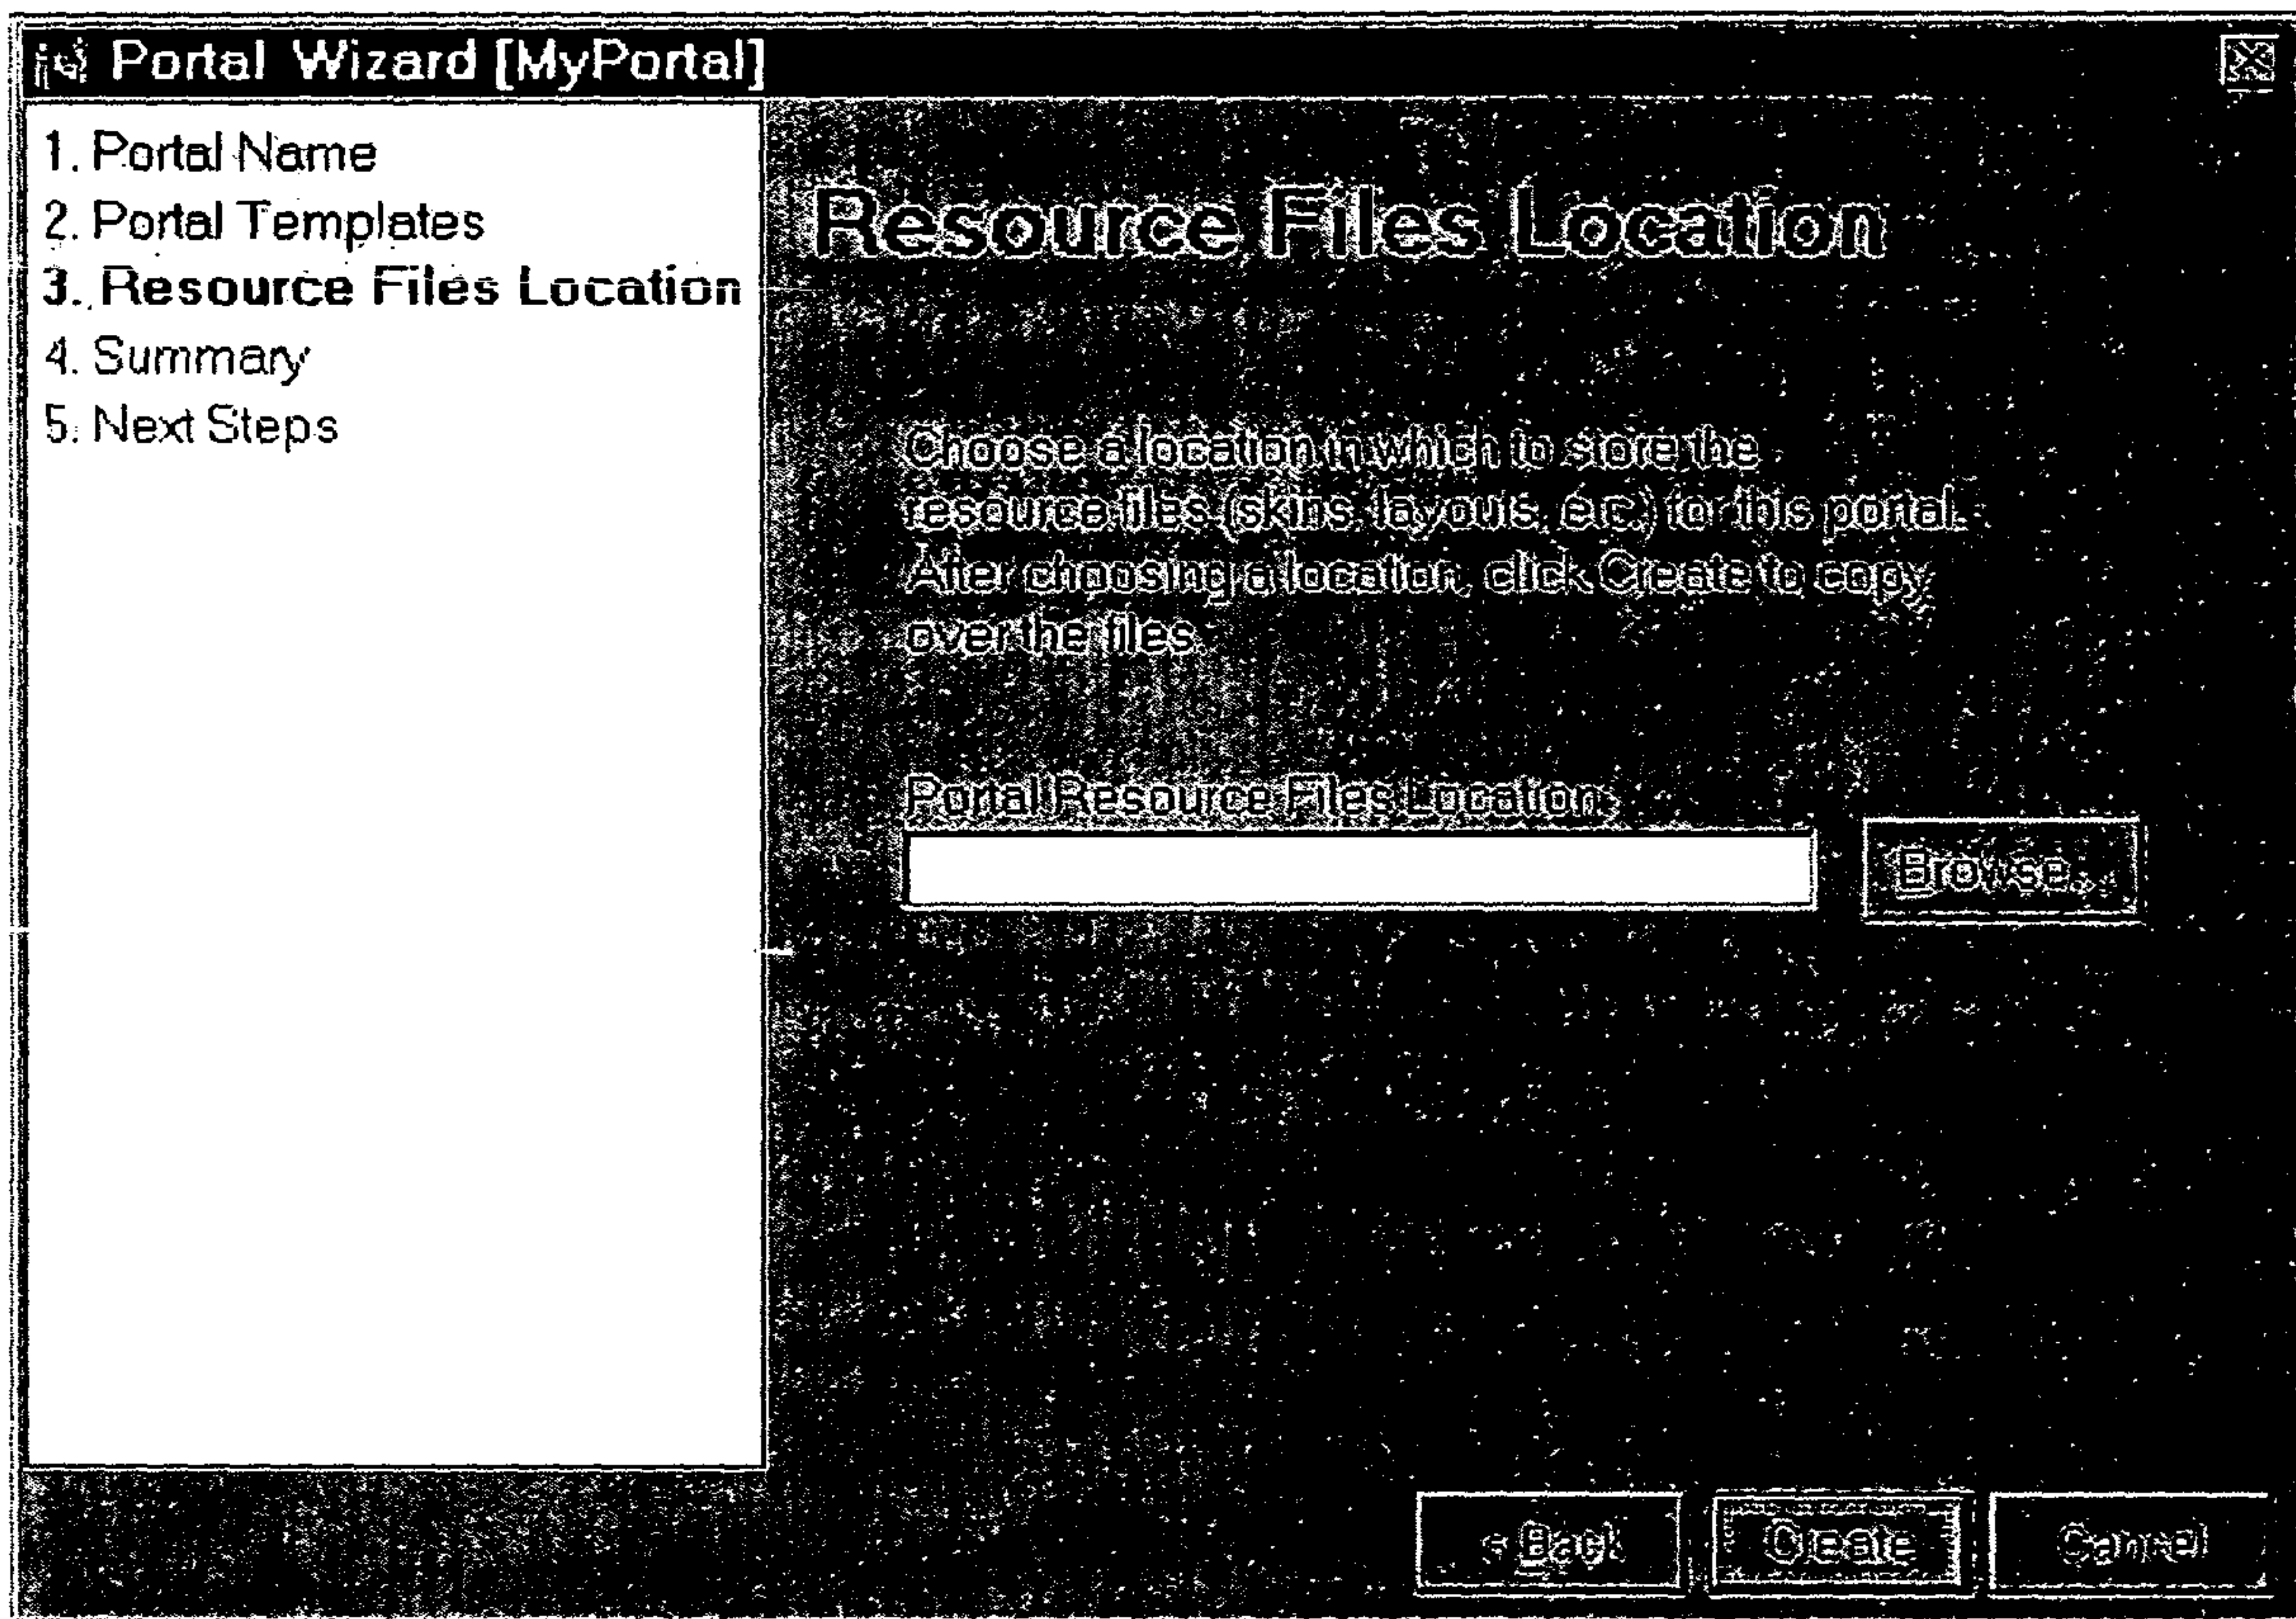 Portal Wizard [MyPortal]
1. Portal Name
2. Portal Templates
3. Resource Files Location
4. Summary
5. Next Steps
Resource Files Location
Choose a location in which to store the
resource files (skins, layouts, etc.) for this portal.
After choosing a location, click Create to copy
over the files.
Portal Resource Files Location:
Browse...
< Back
Create
Cancel